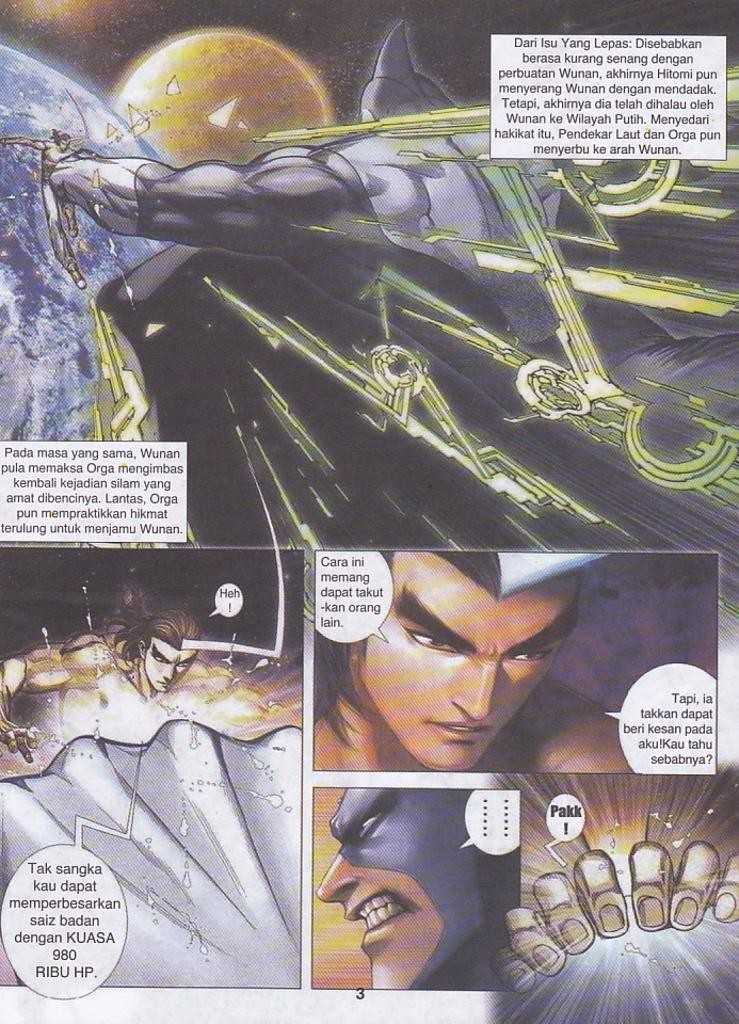 Dari Isu Yang Lepas: Disebabkan
berasa kurang senang dengan
perbuatan Wunan, akhirnya Hitomi pun
menyerang Wunan dengan mendadak.
Tetapi, akhirnya dia telah dihalau oleh
Wunan ke Wilayah Putih. Menyedari
hakikat itu, Pendekar Laut dan Orga pun
menyerbu ke arah Wunan.
Pada masa yang sama, Wunan
pula memaksa Orga mengimbas
kembali kejadian silam yang
amat dibencinya. Lantas, Orga
pun mempraktikkan hikmat
terulung untuk menjamu Wunan.
Heh
!
Tak sangka
kau dapat
memperbesarkan
saiz badan
dengan KUASA
980
RIBU HP.
Cara ini
memang
dapat takut
-kan orang
lain.
Tapi, ia
takkan dapat
beri kesan pada
aku!Kau tahu
sebabnya?
Pakk
!
3